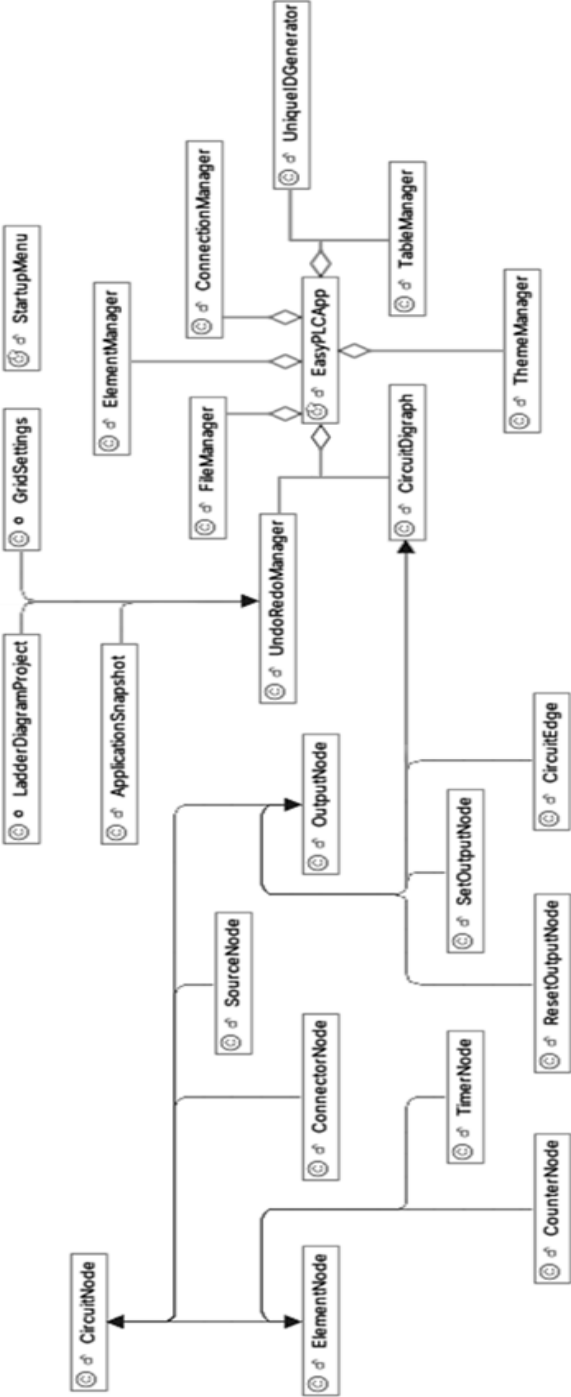 CircuitNode
LadderDiagramProject
GridSettings
StartupMenu
ApplicationSnapshot
ElementManager
SourceNode
FileManager
ConnectionManager
ElementNode
ConnectorNode
OutputNode
UndoRedoManager
EasyPLCApp
UniqueIDGenerator
CircuitDigraph
TableManager
TimerNode
SetOutputNode
ThemeManager
CounterNode
ResetOutputNode
CircuitEdge